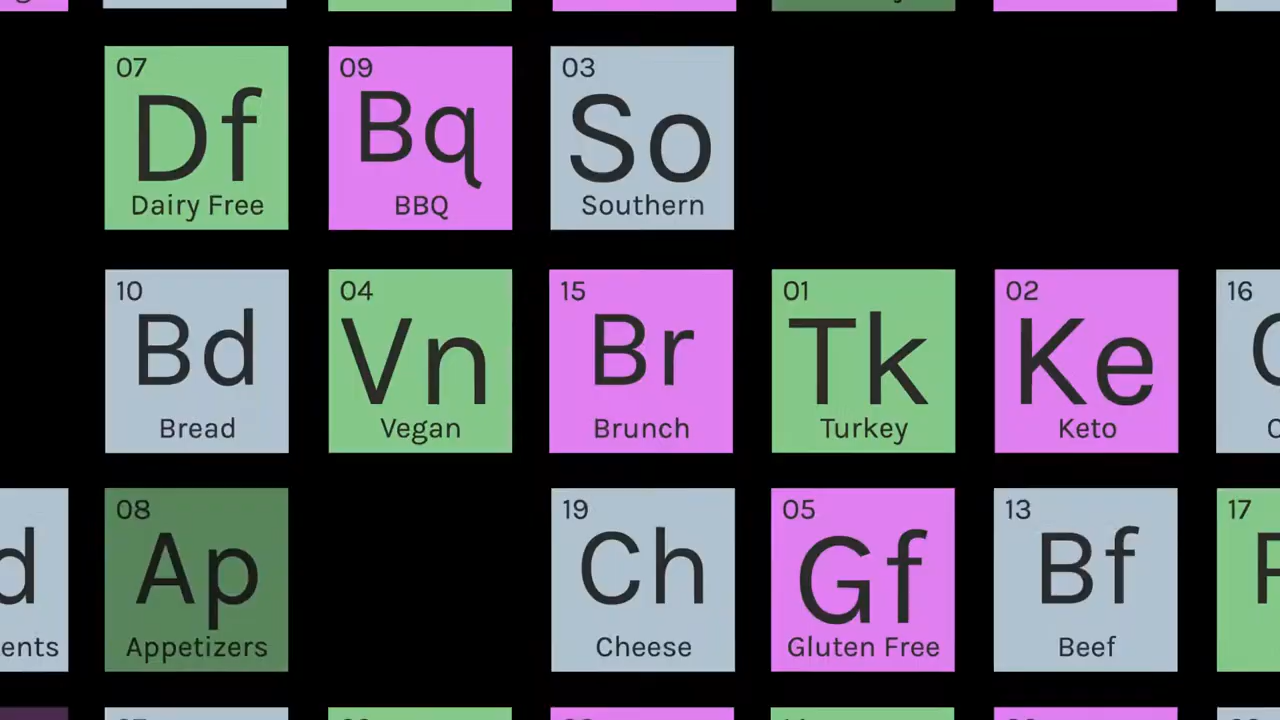 07
Df
Dairy Free
09
Bq
BBQ
03
So
Southern
10
Bd
Bread
04
Vn
Vegan
15
Br
Brunch
01
Tk
Turkey
02
Ke
Keto
16
d
ents
08
Ap
Appetizers
19
Ch
Cheese
05
Gf
Gluten Free
13
Bf
Beef
17